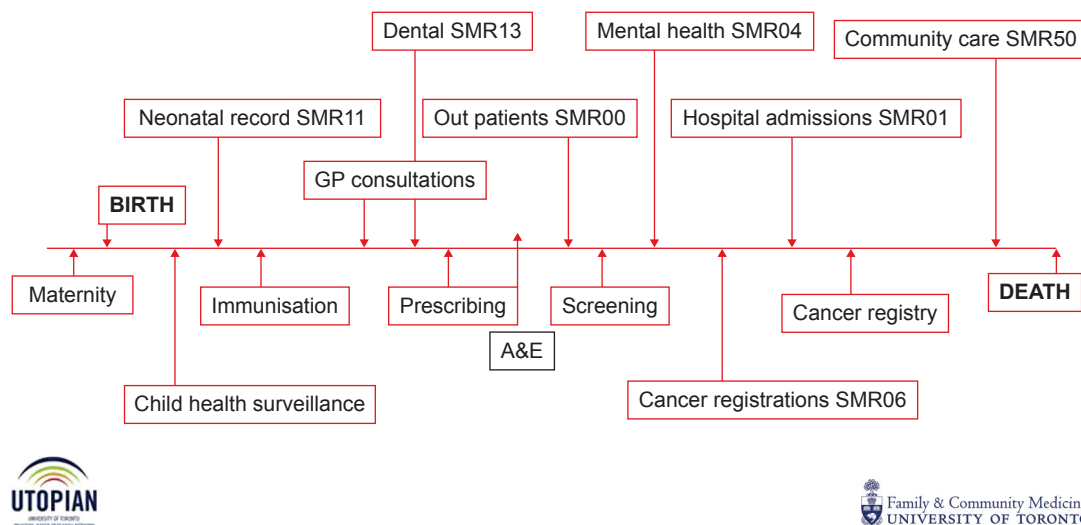 Dental SMR13
Mental health SMR04
Community care SMR50
Neonatal record SMR11
Out patients SMR00
Hospital admissions SMR01
GP consultations
BIRTH
Maternity
Immunisation
Prescribing
Screening
Cancer registry
DEATH
A&E
Child health surveillance
Cancer registrations SMR06
UTOPIAN
UNIVERSITY OF TORONTO
Family & Community Medicin
UNIVERSITY OF TORONTO